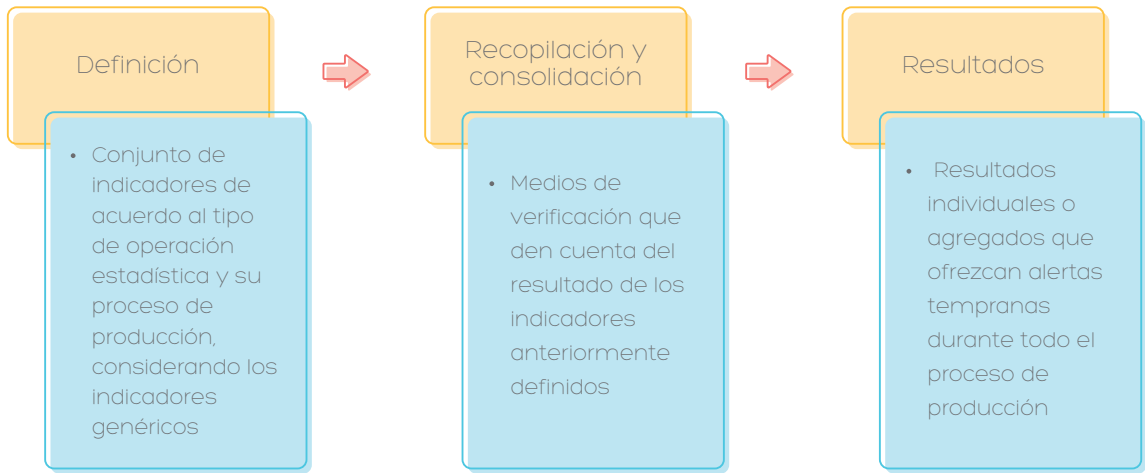 Definición
• Conjunto de
indicadores de
acuerdo al tipo
de operación
estadística y su
proceso de
producción,
considerando los
indicadores
genéricos
Recopilación y
consolidación
• Medios de
verificación que
den cuenta del
resultado de los
indicadores
anteriormente
definidos
Resultados
• Resultados
individuales o
agregados que
ofrezcan alertas
tempranas
durante todo el
proceso de
producción